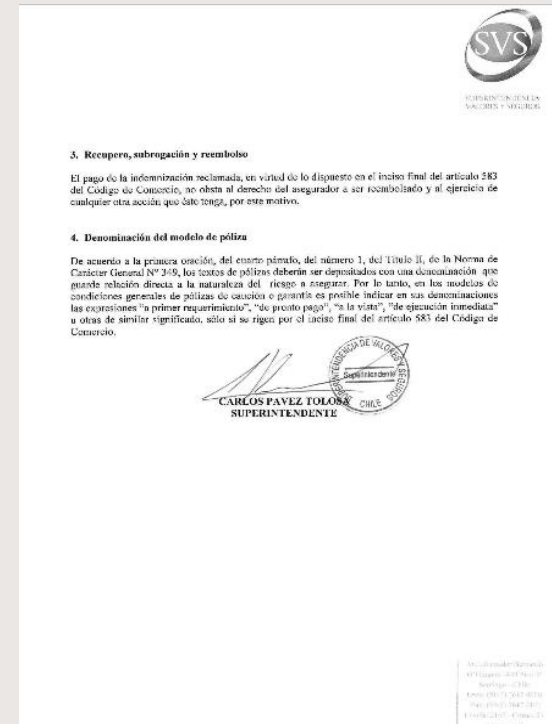 SVS
SUPERINTENDENCIA
VALORES Y SEGUROS
3. Recupero, subrogación y reembolso
El pago de la indemnización reclamada, en virtud de lo dispuesto en el inciso final del artículo 583
del Código de Comercio, no obsta al derecho del asegurador a ser reembolsado y al ejercicio de
cualquier otra acción que éste tenga, por este motivo.
4. Denominación del modelo de póliza
De acuerdo a la primera oración, del cuarto párrafo, del número 1, del Título II, de la Norma de
Carácter General N° 349, los textos de pólizas deberán ser depositados con una denominación que
guarde relación directa a la naturaleza del riesgo a asegurar. Por lo tanto, en los modelos de
condiciones generales de pólizas de caución o garantía es posible indicar en sus denominaciones
las expresiones "a primer requerimiento", "de pronto pago", "a la vista", "de ejecución inmediata"
u otras de similar significado, sólo si se rigen por el inciso final del artículo 583 del Código de
Comercio.
SUPERINTENDENCIA DE VALORES Y SEGUROS
Superintendente
CHILE
CARLOS PAVEZ TOLOSA
SUPERINTENDENTE